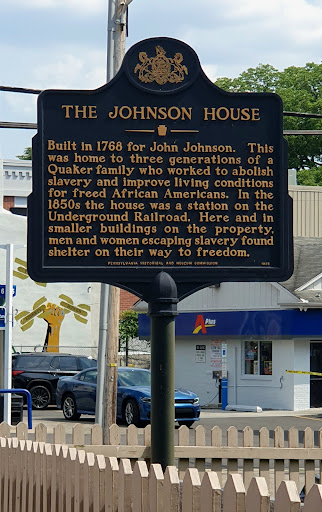 THE JOHNSON HOUSE
Built in 1768 for John Johnson. This
was home to three generations of a
Quaker family who worked to abolish
slavery and improve living conditions
for freed African Americans. In the
1850s the house was a station on the
Underground Railroad. Here and in
smaller buildings on the property,
men and women escaping slavery found
shelter on their way to freedom.
PENNSYLVANIA HISTORICAL AND MUSEUM COMMISSION
A Plus